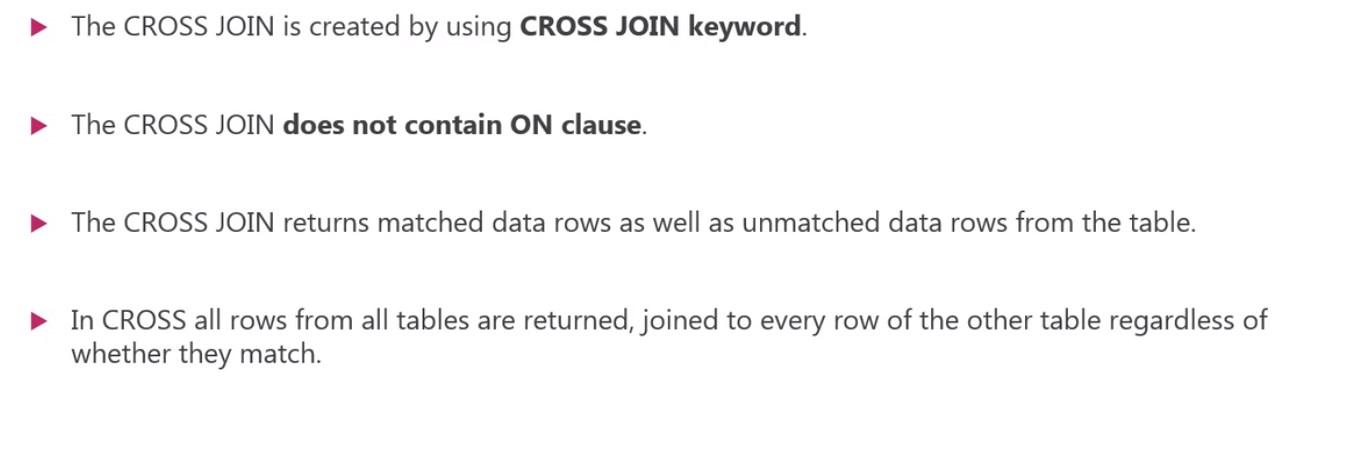 The CROSS JOIN is created by using CROSS JOIN keyword.
The CROSS JOIN does not contain ON clause.
The CROSS JOIN returns matched data rows as well as unmatched data rows from the table.
In CROSS all rows from all tables are returned, joined to every row of the other table regardless of
whether they match.